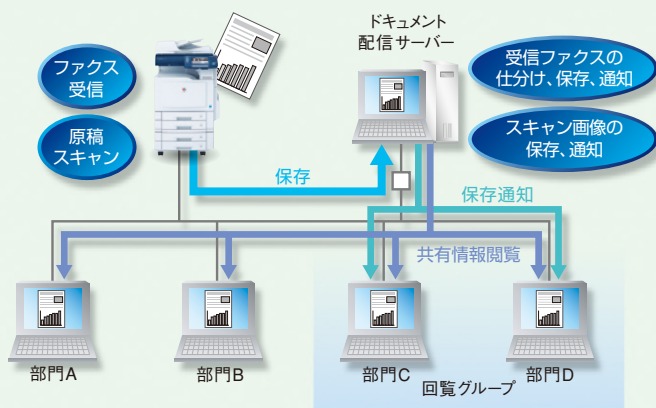 ドキュメント
配信サーバー
ファクス
受信
受信ファクスの
仕分け、保存、通知
原稿
スキャン
スキャン画像の
保存、通知
保存
保存通知
共有情報閲覧
部門A
部門B
部門C
部門D
回覧グループ